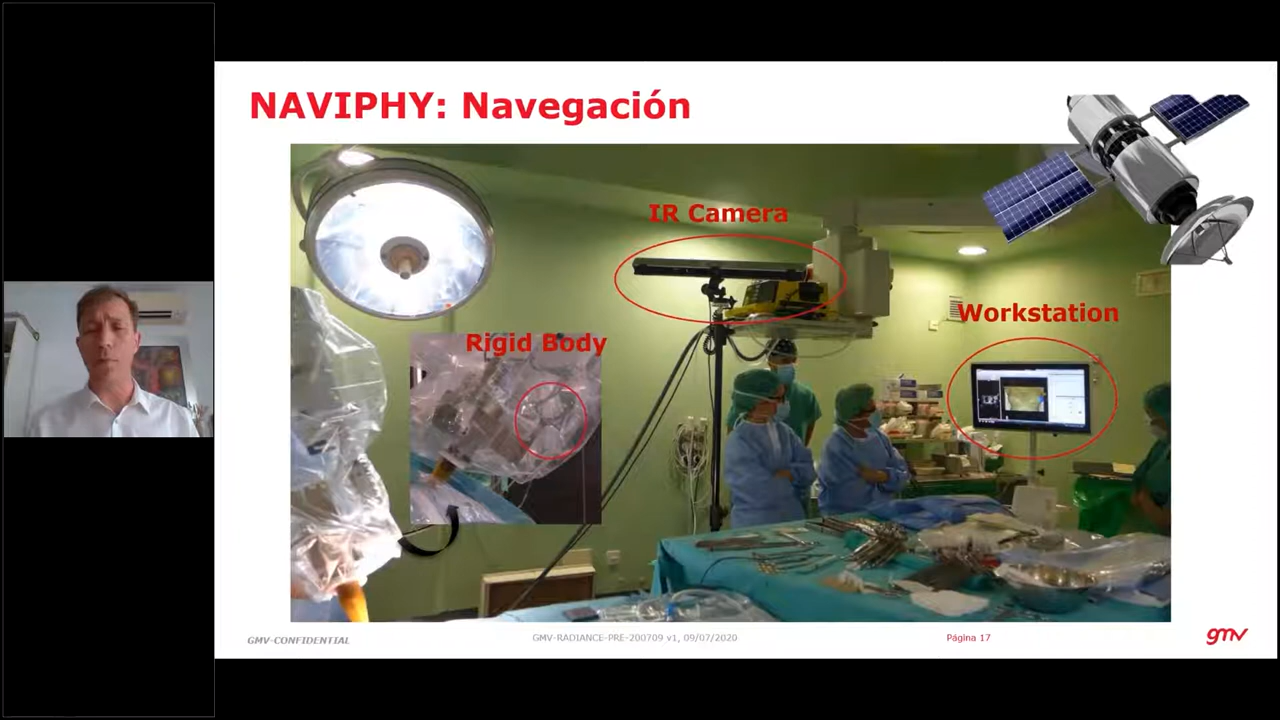 NAVIPHY: Navegación
IR Camera
Workstation
Rigid Body
GMV-CONFIDENTIAL
GMV-RADIANCE-PRE-200709 v1, 09/07/2020
Página 17
gmv